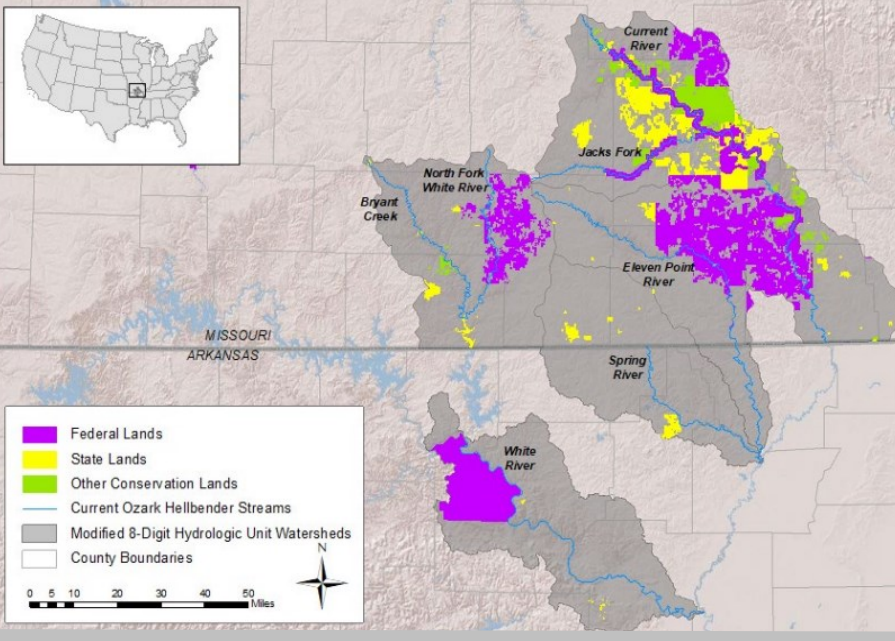 Current
River
Jacks Fork
North Fork
White River
Bryant
Creek
Eleven Point
River
MISSOURI
ARKANSAS
Spring
River
White
River
Federal Lands
State Lands
Other Conservation Lands
Current Ozark Hellbender Streams
Modified 8-Digit Hydrologic Unit Watersheds
County Boundaries
N
0 5 10 20 30 40 50
Miles